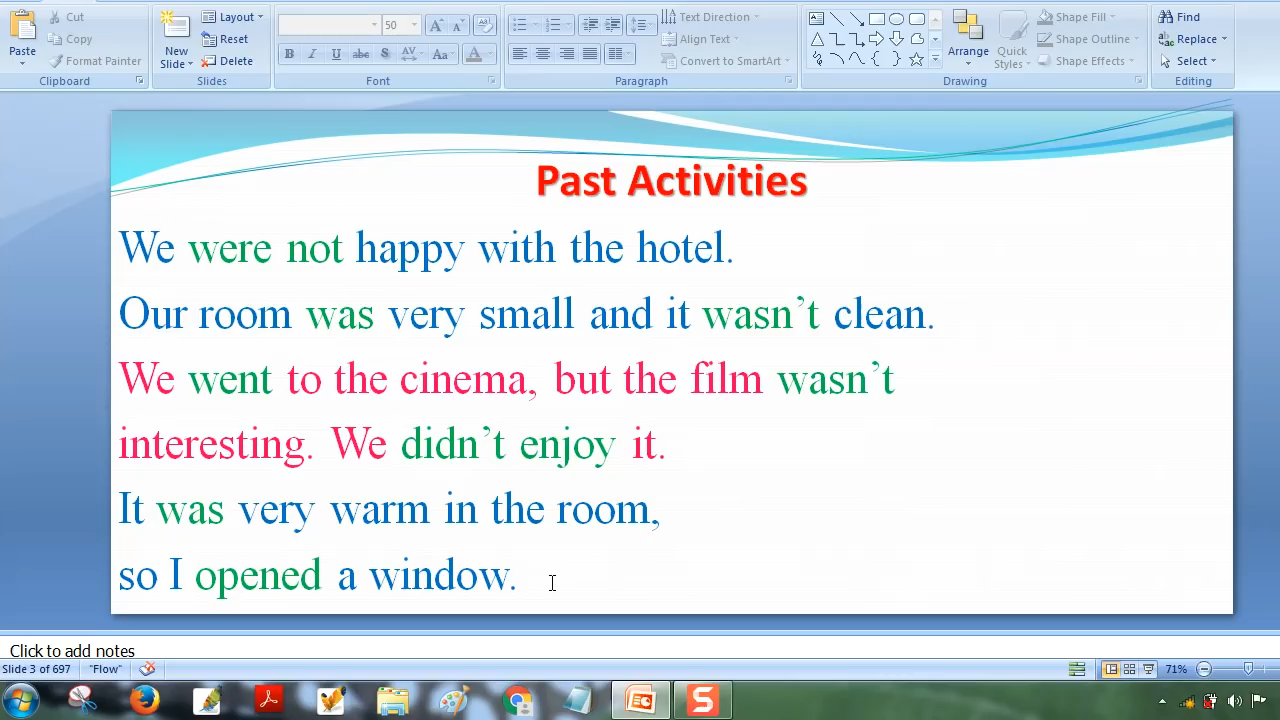 Cut
Copy
Format Painter
Paste
Clipboard
New
Slide
Layout
Reset
Delete
Slides
50
B I U abc S AV Aa A
Font
Text Direction
Align Text
Convert to SmartArt
Paragraph
Arrange
Quick
Styles
Shape Fill
Shape Outline
Shape Effects
Drawing
Find
Replace
Select
Editing
Past Activities
We were not happy with the hotel.
Our room was very small and it wasn’t clean.
We went to the cinema, but the film wasn’t
interesting. We didn’t enjoy it.
It was very warm in the room,
so I opened a window.
Click to add notes
Slide 3 of 697 "Flow" 71%